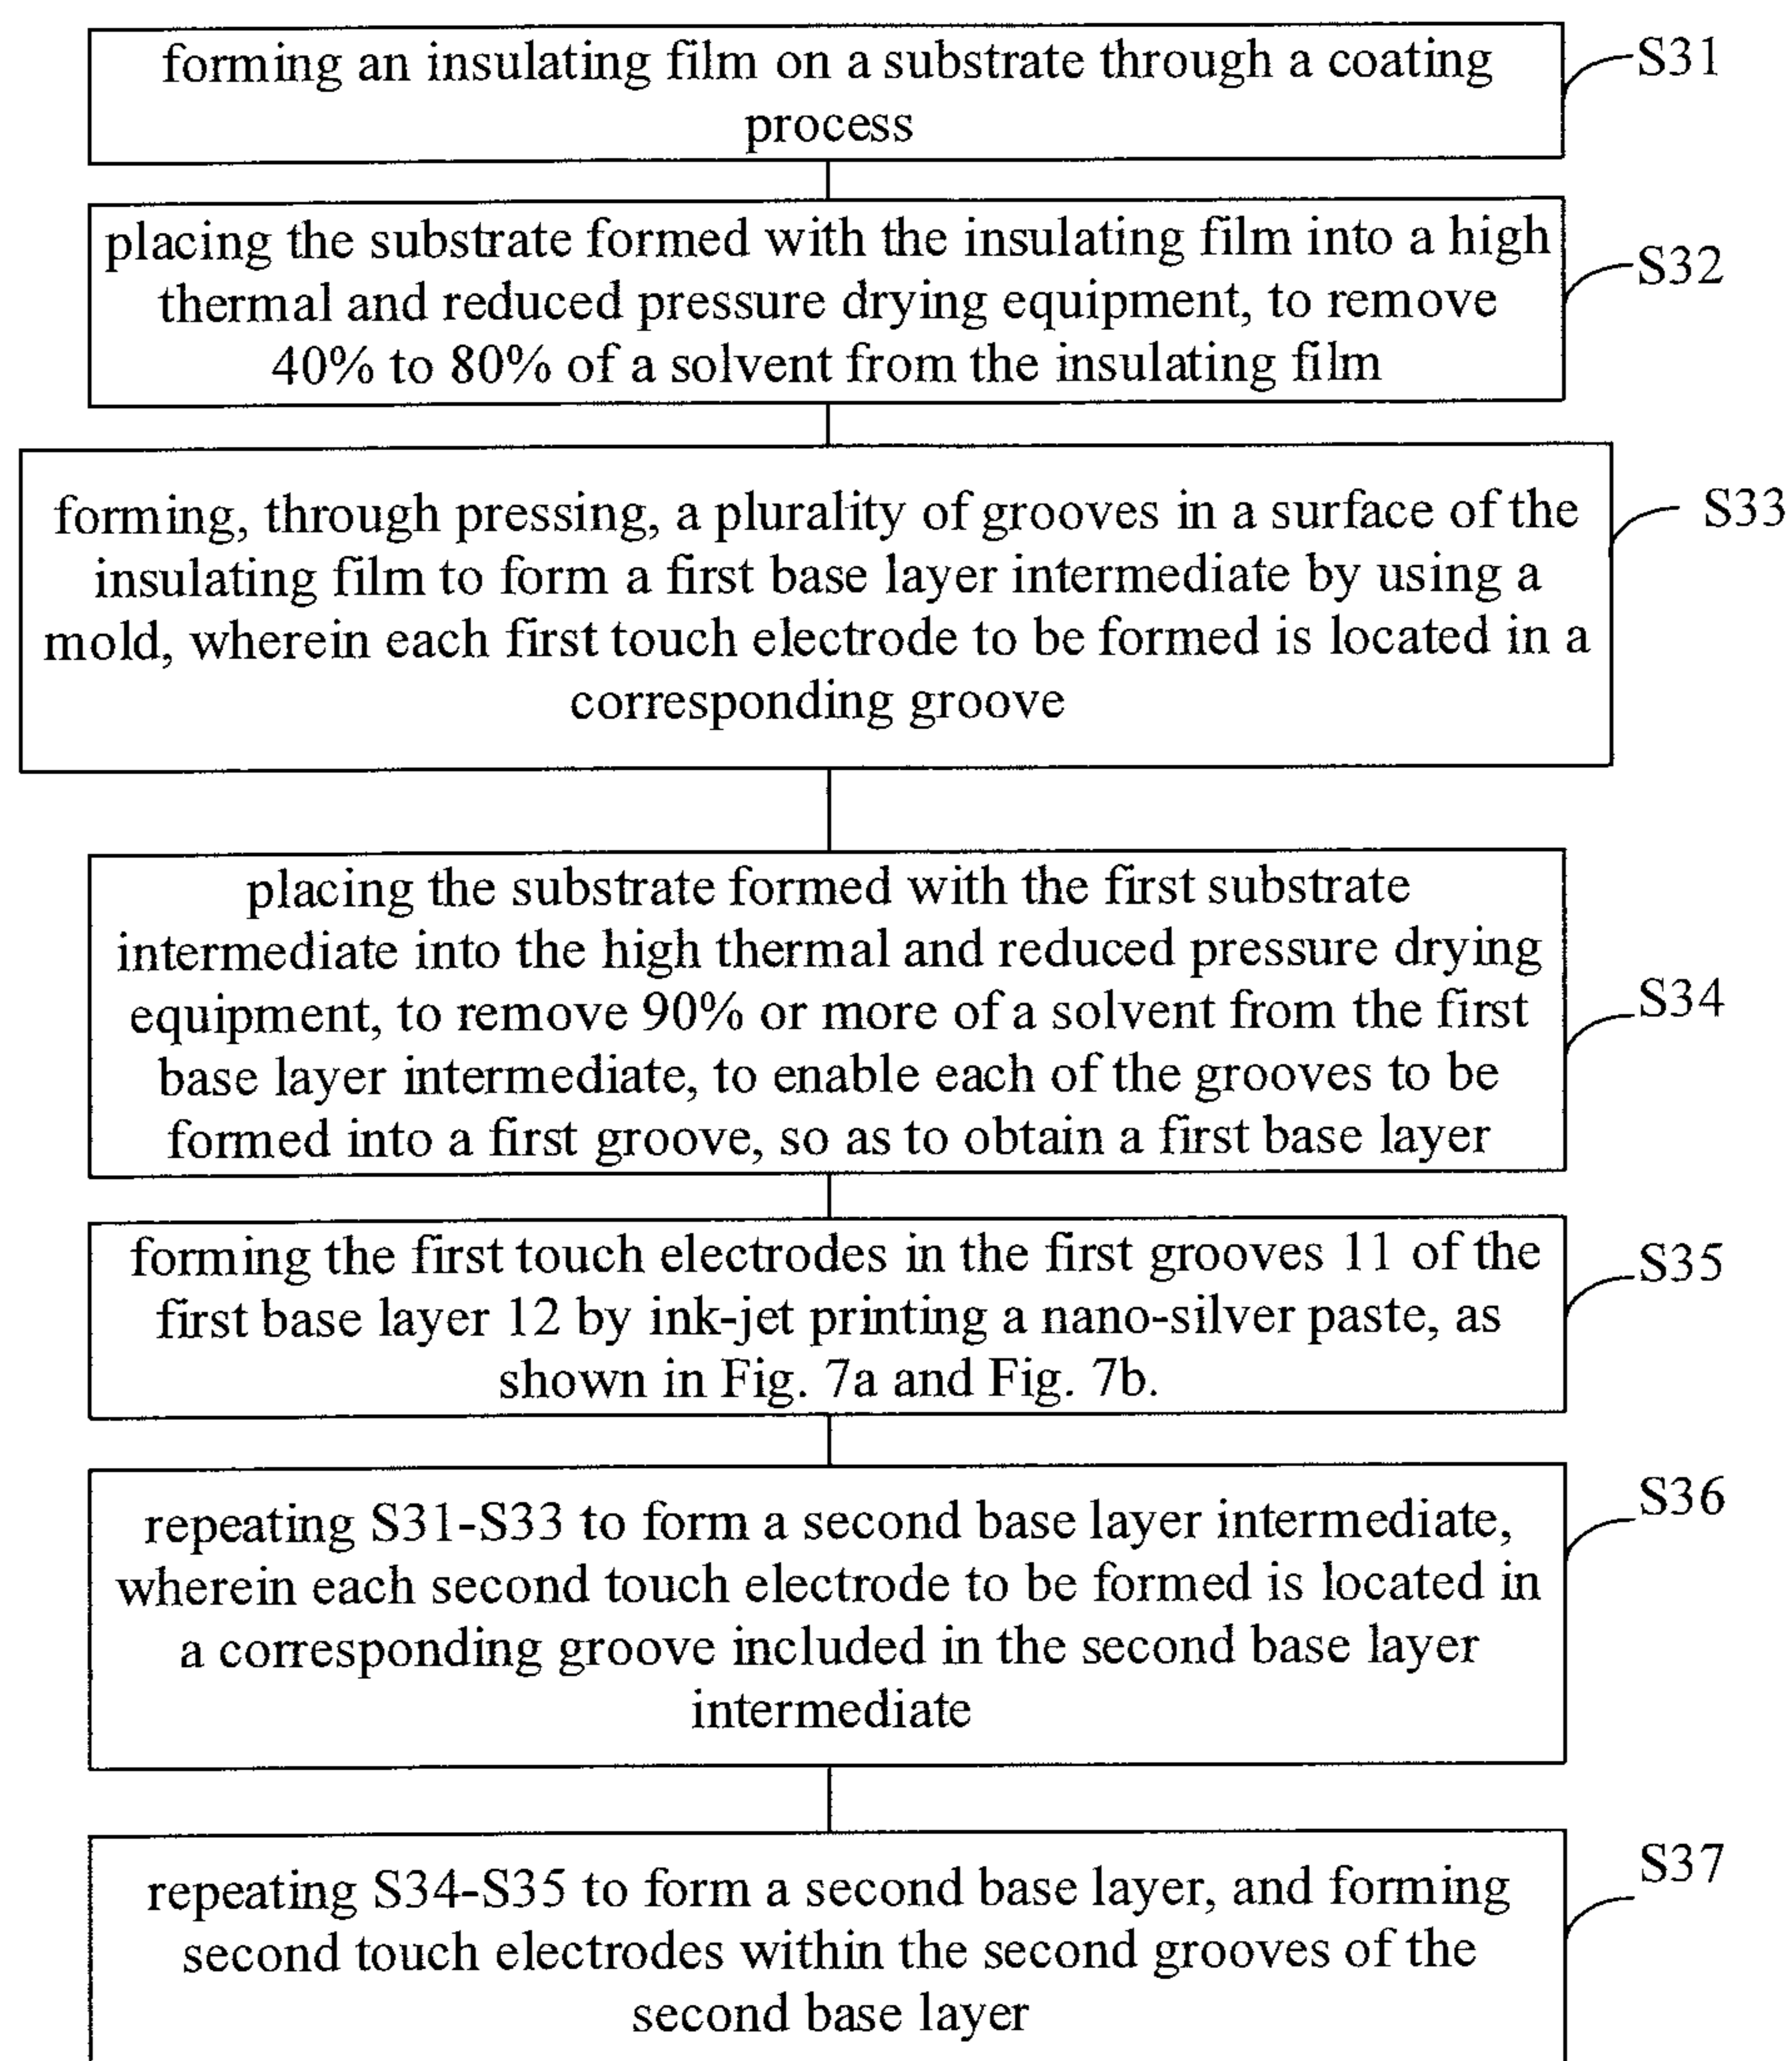 forming an insulating film on a substrate through a coating
process
S31
placing the substrate formed with the insulating film into a high
thermal and reduced pressure drying equipment, to remove
40% to 80% of a solvent from the insulating film
S32
forming, through pressing, a plurality of grooves in a surface of the
insulating film to form a first base layer intermediate by using a
mold, wherein each first touch electrode to be formed is located in a
corresponding groove
S33
placing the substrate formed with the first substrate
intermediate into the high thermal and reduced pressure drying
equipment, to remove 90% or more of a solvent from the first
base layer intermediate, to enable each of the grooves to be
formed into a first groove, so as to obtain a first base layer
S34
forming the first touch electrodes in the first grooves 11 of the
first base layer 12 by ink-jet printing a nano-silver paste, as
shown in Fig. 7a and Fig. 7b.
S35
repeating S31-S33 to form a second base layer intermediate,
wherein each second touch electrode to be formed is located in
a corresponding groove included in the second base layer
intermediate
S36
repeating S34-S35 to form a second base layer, and forming
second touch electrodes within the second grooves of the
second base layer
S37